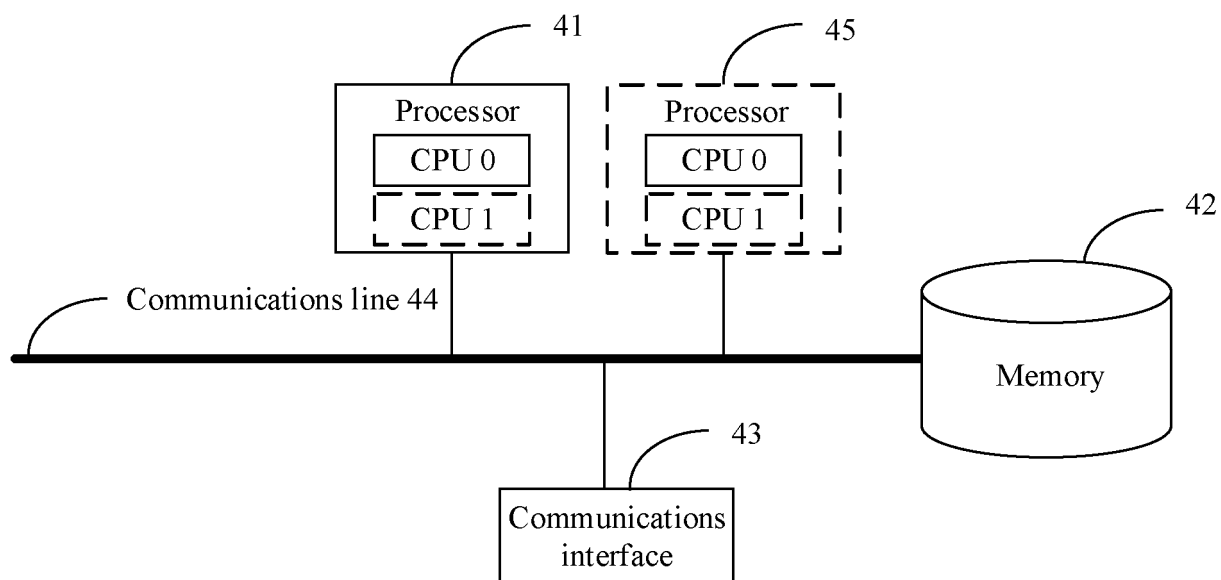 41
45
Processor
Processor
CPU 0
CPU 0
CPU 1
CPU 1
42
Communications line 44
Memory
43
Communications
interface